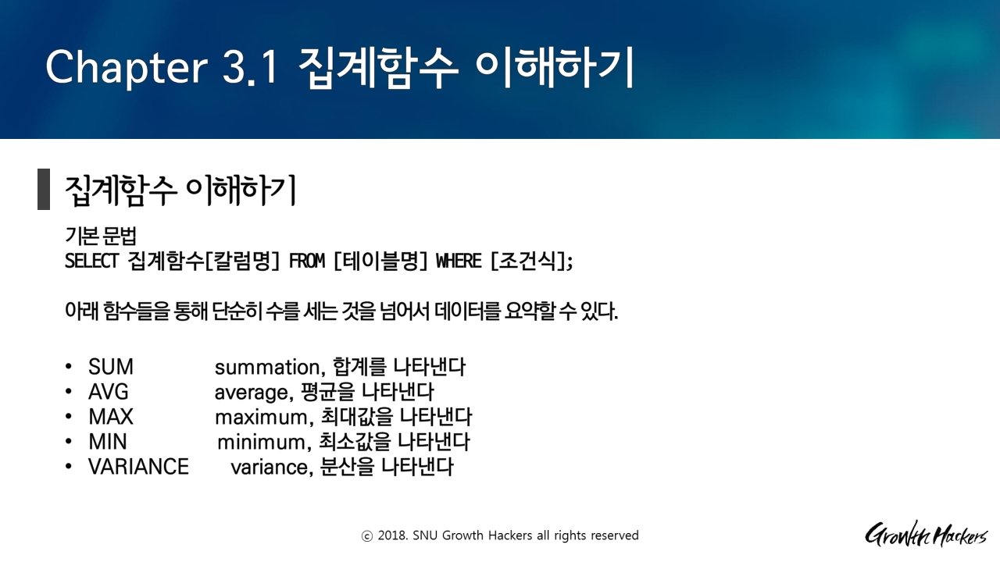 Chapter 3.1 집계함수 이해하기
집계함수 이해하기
기본 문법
SELECT 집계함수[칼럼명] FROM [테이블명] WHERE [조건식];
아래 함수들을 통해 단순히 수를 세는 것을 넘어서 데이터를 요약할 수 있다.
• SUM summation, 합계를 나타낸다
• AVG average, 평균을 나타낸다
• MAX maximum, 최대값을 나타낸다
• MIN minimum, 최소값을 나타낸다
• VARIANCE variance, 분산을 나타낸다
ⓒ 2018. SNU Growth Hackers all rights reserved
Growth Hackers